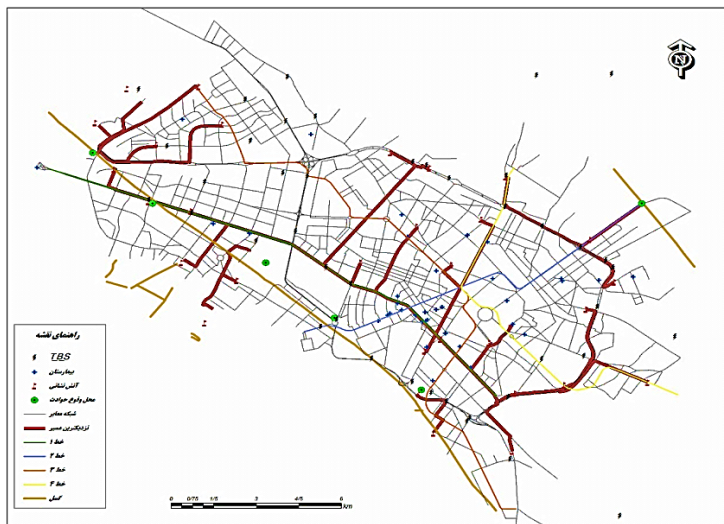 N
راهنمای نقشه
TBS
بیمارستان
آتش نشانی
محل وقوع حوادث
شبکه معابر
نزدیکترین مسیر
خط ۱
خط ۲
خط ۳
خط ۴
گسل
0 0/75 1/5 3 4/5 6
km